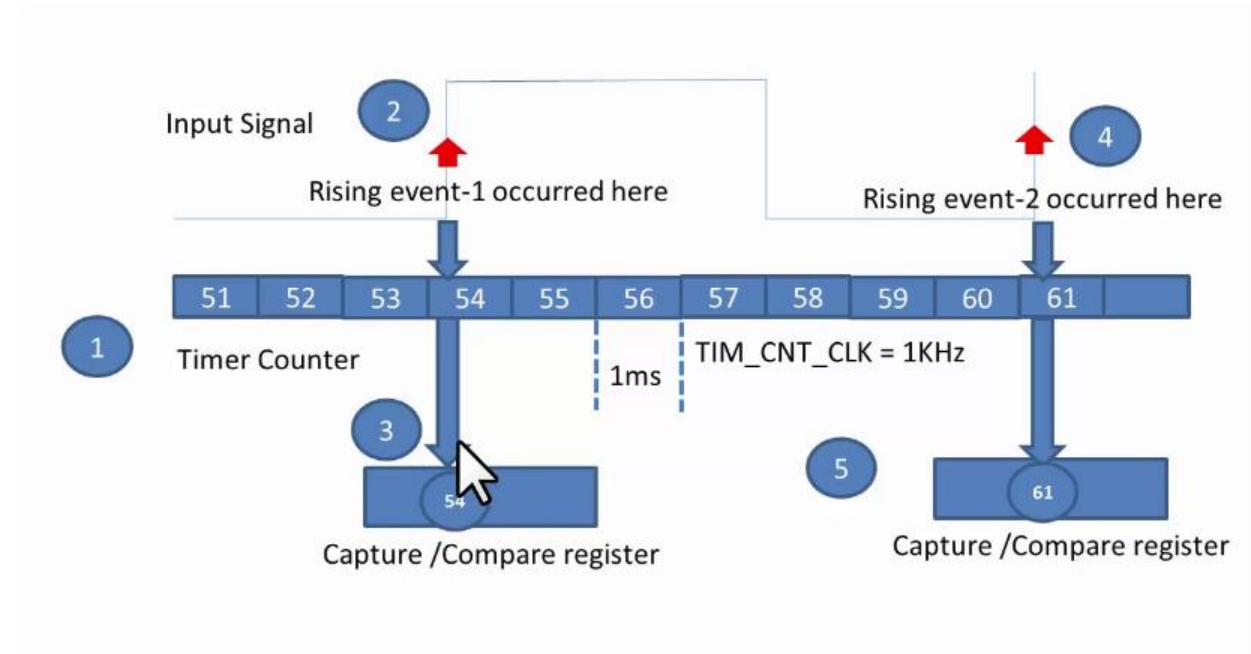 2
4
Input Signal
Rising event-1 occurred here
Rising event-2 occurred here
51 52 53 54 55 56 57 58 59 60 61
1
Timer Counter
1ms
TIM_CNT_CLK = 1KHz
3
5
54
61
Capture /Compare register
Capture /Compare register